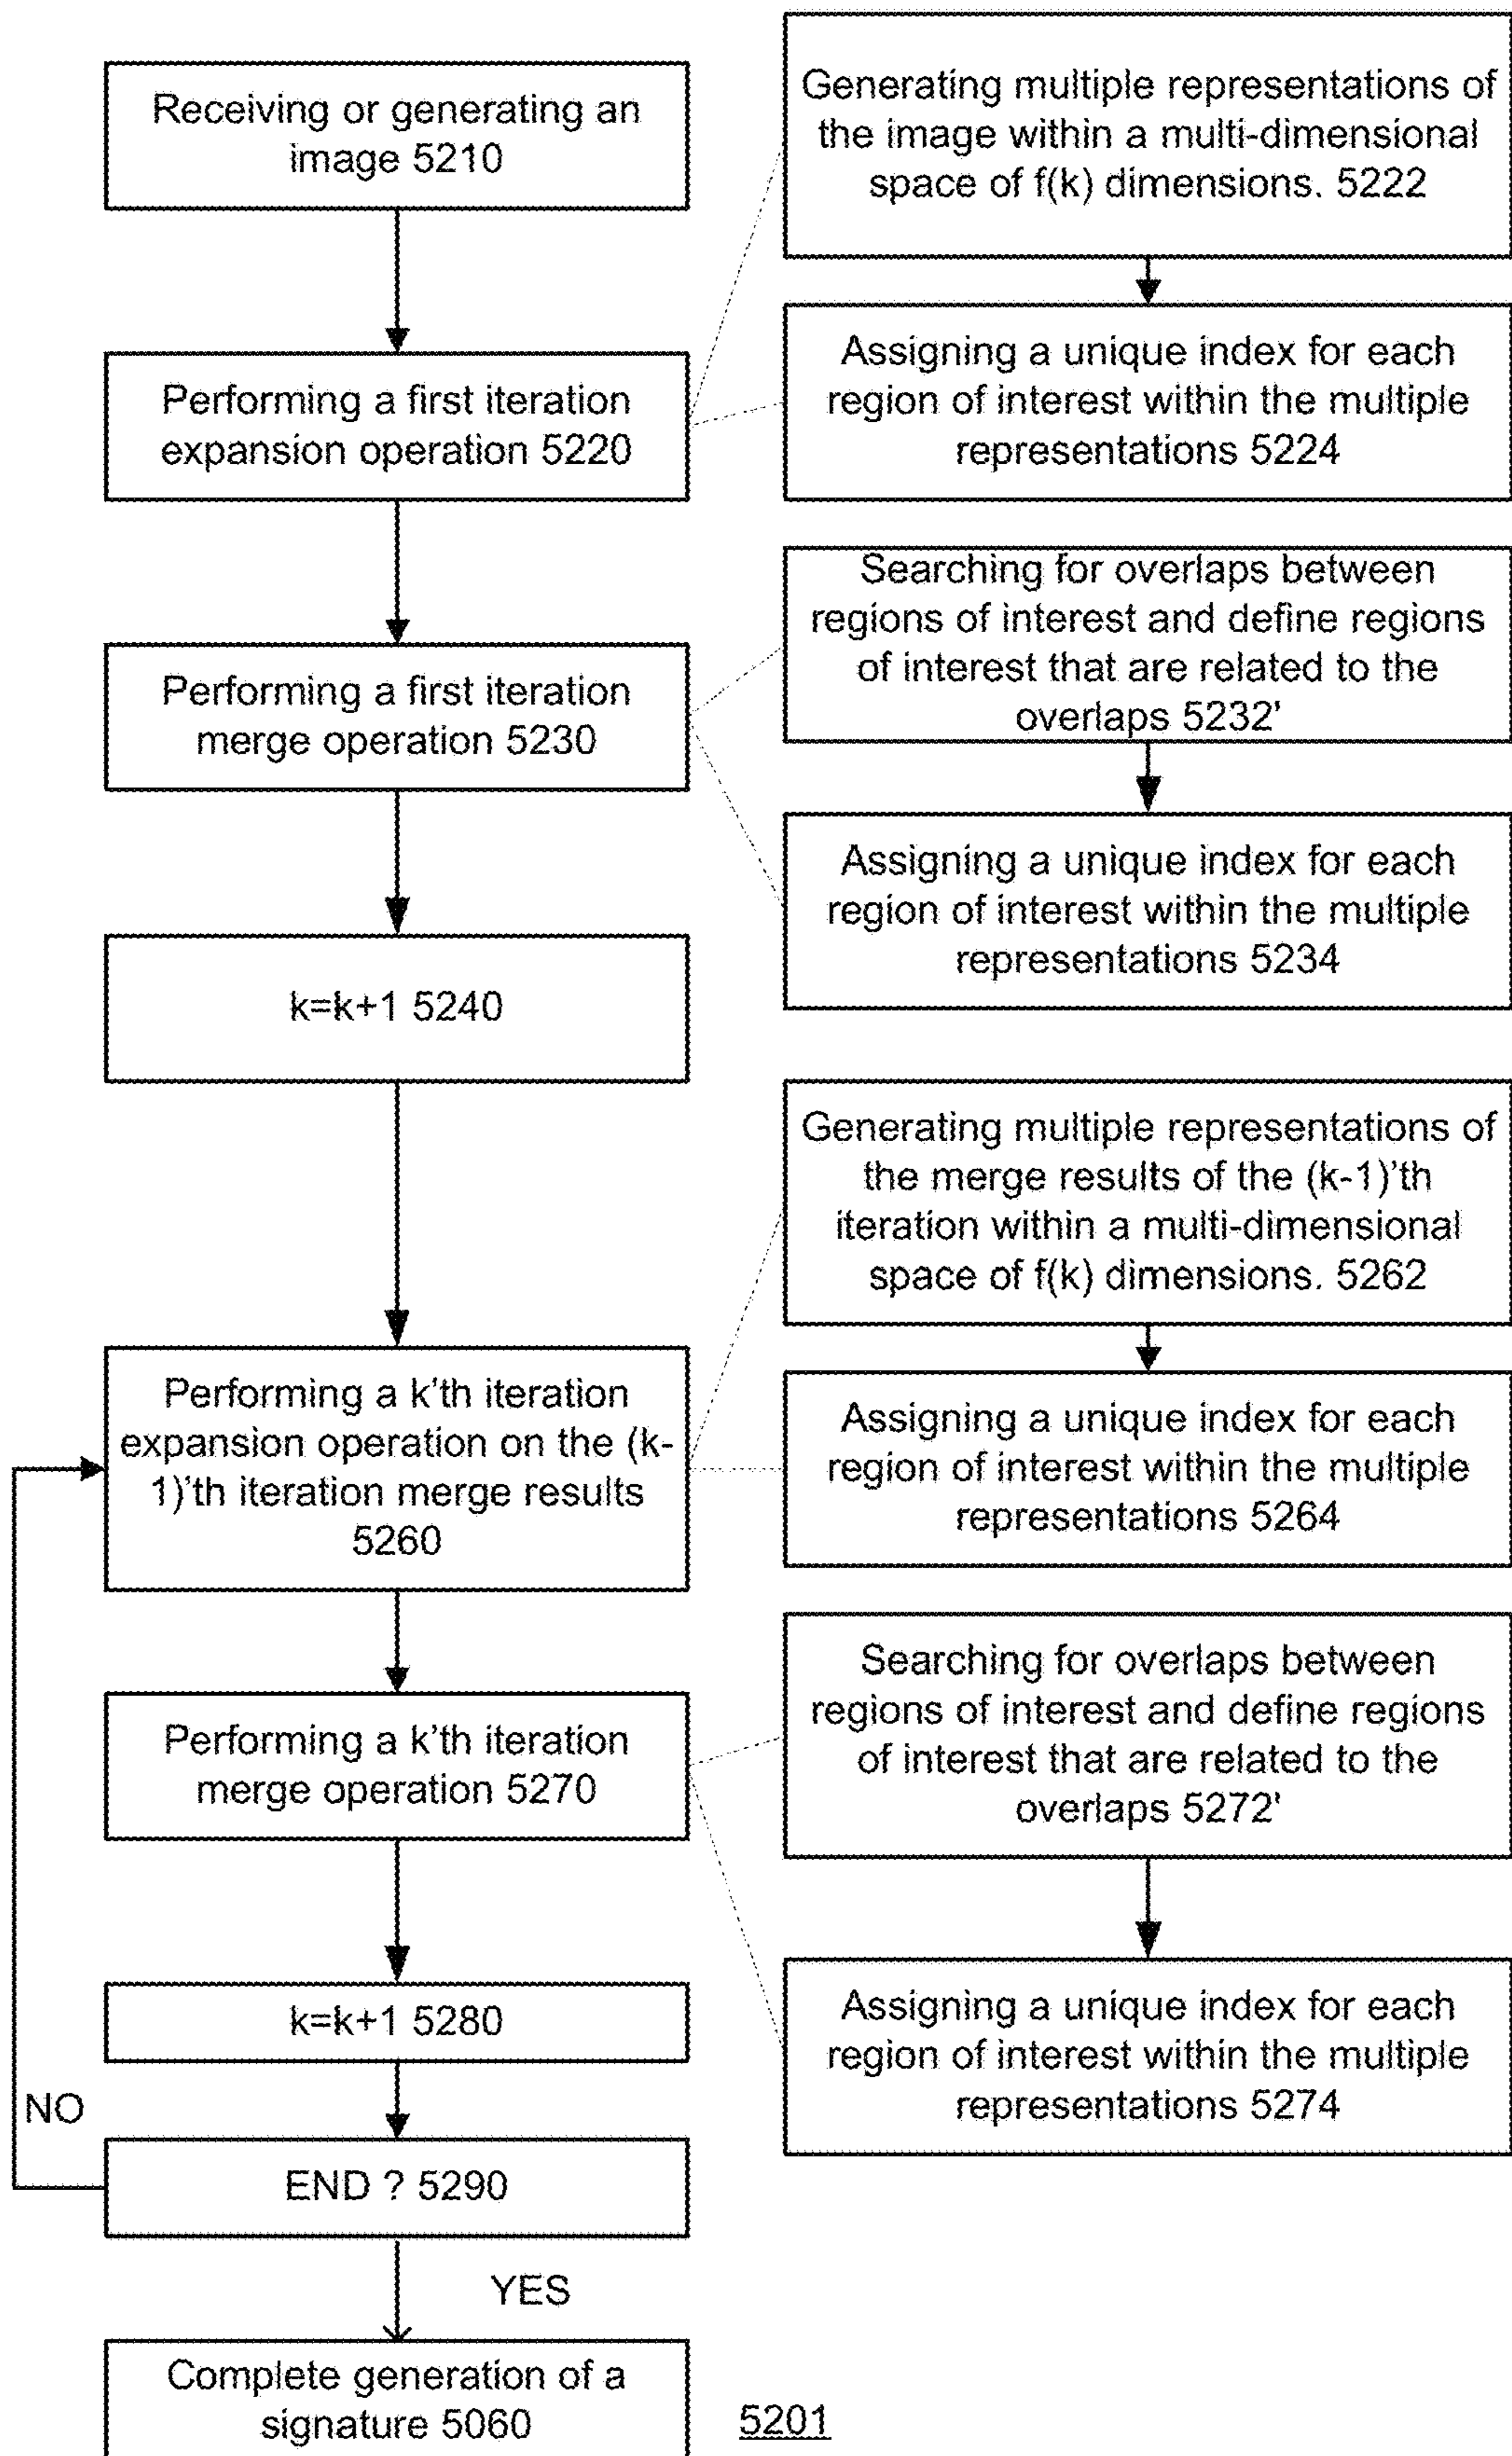 Receiving or generating an
image 5210
Generating multiple representations of
the image within a multi-dimensional
space of f(k) dimensions. 5222
Performing a first iteration
expansion operation 5220
Assigning a unique index for each
region of interest within the multiple
representations 5224
Searching for overlaps between
regions of interest and define regions
of interest that are related to the
overlaps 5232'
Performing a first iteration
merge operation 5230
Assigning a unique index for each
region of interest within the multiple
representations 5234
k=k+1 5240
Generating multiple representations of
the merge results of the (k-1)'th
iteration within a multi-dimensional
space of f(k) dimensions. 5262
Performing a k'th iteration
expansion operation on the (k-
1)'th iteration merge results
5260
Assigning a unique index for each
region of interest within the multiple
representations 5264
Searching for overlaps between
regions of interest and define regions
of interest that are related to the
overlaps 5272'
Performing a k'th iteration
merge operation 5270
Assigning a unique index for each
region of interest within the multiple
representations 5274
k=k+1 5280
NO
END ? 5290
YES
Complete generation of a
signature 5060
5201